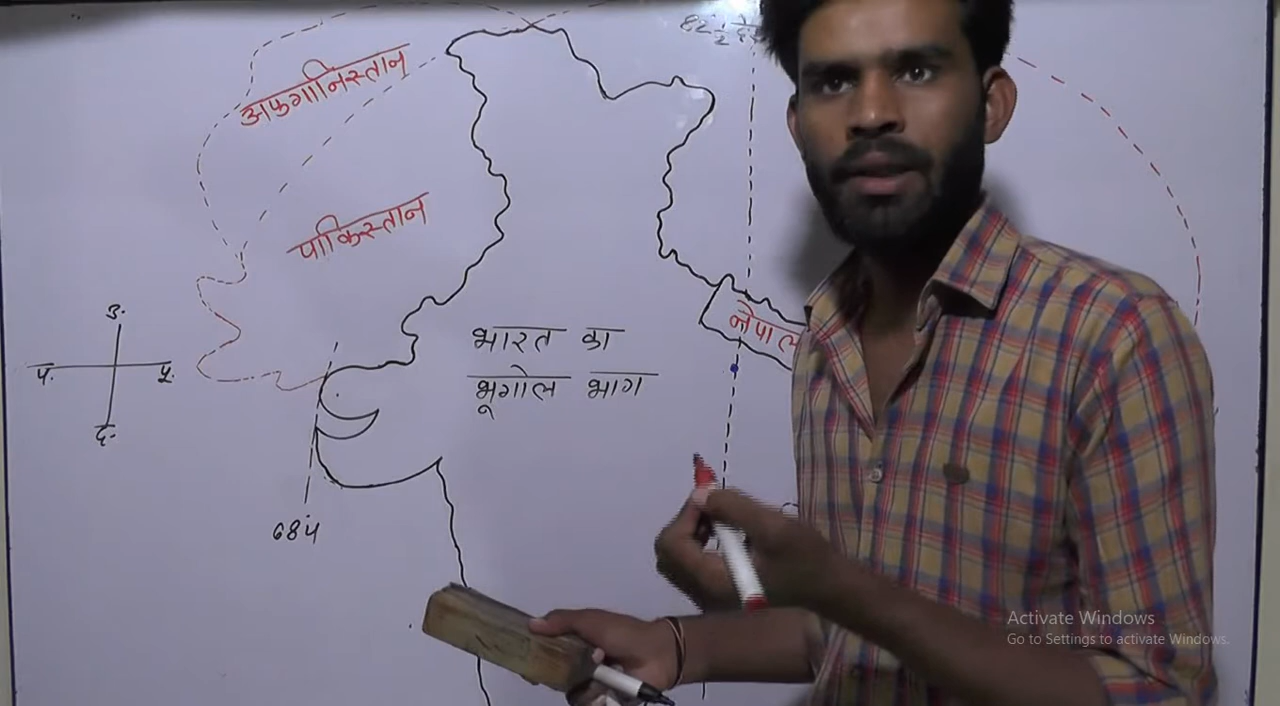 82½
अफगानिस्तान
पाकिस्तान
उ.
प. पू.
द.
नेपाल
भारत का
भूगोल भाग
68
Activate Windows
Go to Settings to activate Windows.